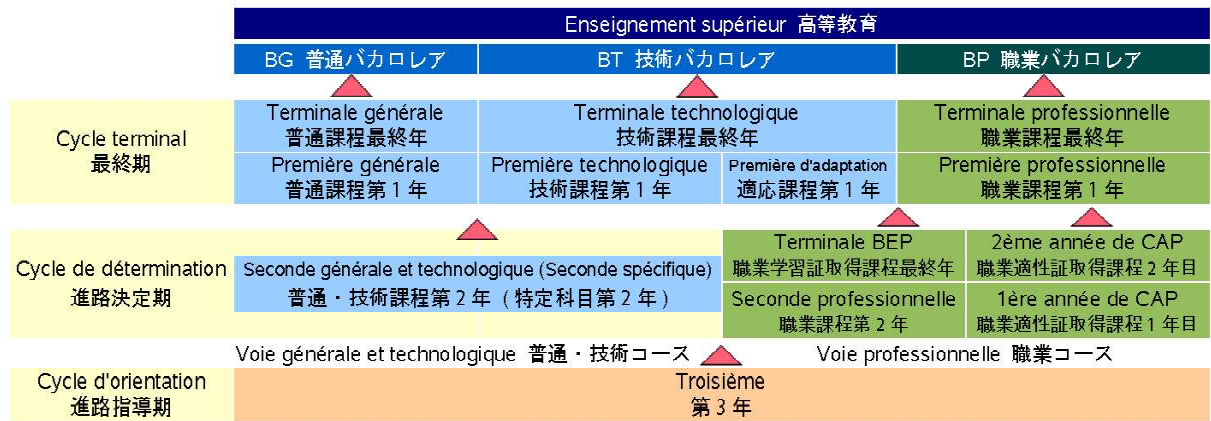 Enseignement supérieur 高等教育
BG 普通バカロレア
BT 技術バカロレア
BP 職業バカロレア
Cycle terminal
最終期
Terminale générale
普通課程最終年
Terminale technologique
技術課程最終年
Terminale professionnelle
職業課程最終年
Première générale
普通課程第1年
Première technologique
技術課程第1年
Première d'adaptation
適応課程第1年
Première professionnelle
職業課程第1年
Cycle de détermination
進路決定期
Seconde générale et technologique (Seconde spécifique)
普通・技術課程第2年 (特定科目第2年)
Terminale BEP
職業学習証取得課程最終年
2ème année de CAP
職業適性証取得課程2年目
Seconde professionnelle
職業課程第2年
1ère année de CAP
職業適性証取得課程1年目
Voie générale et technologique 普通・技術コース
Voie professionnelle 職業コース
Cycle d'orientation
進路指導期
Troisième
第3年